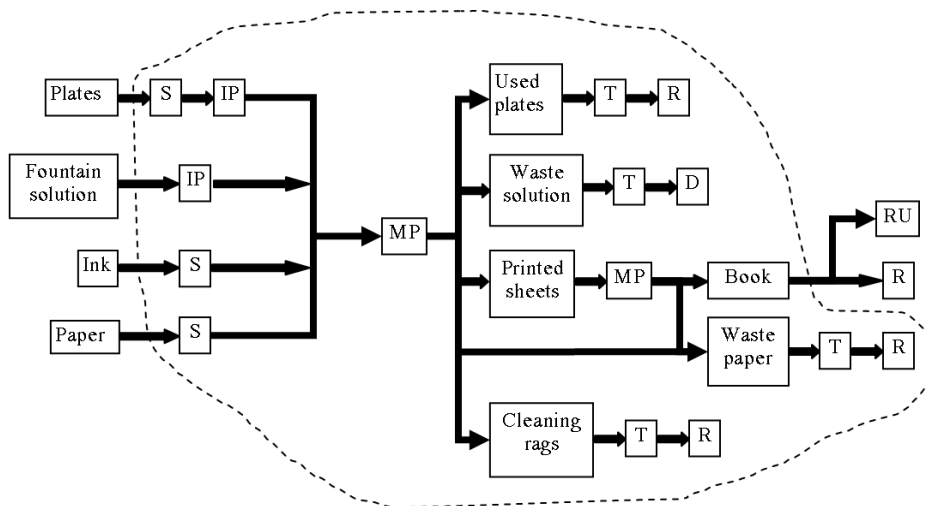 Plates
S
IP
Fountain
solution
IP
Ink
S
Paper
S
MP
Used
plates
T
R
Waste
solution
T
D
Printed
sheets
MP
Book
RU
R
Waste
paper
T
R
Cleaning
rags
T
R